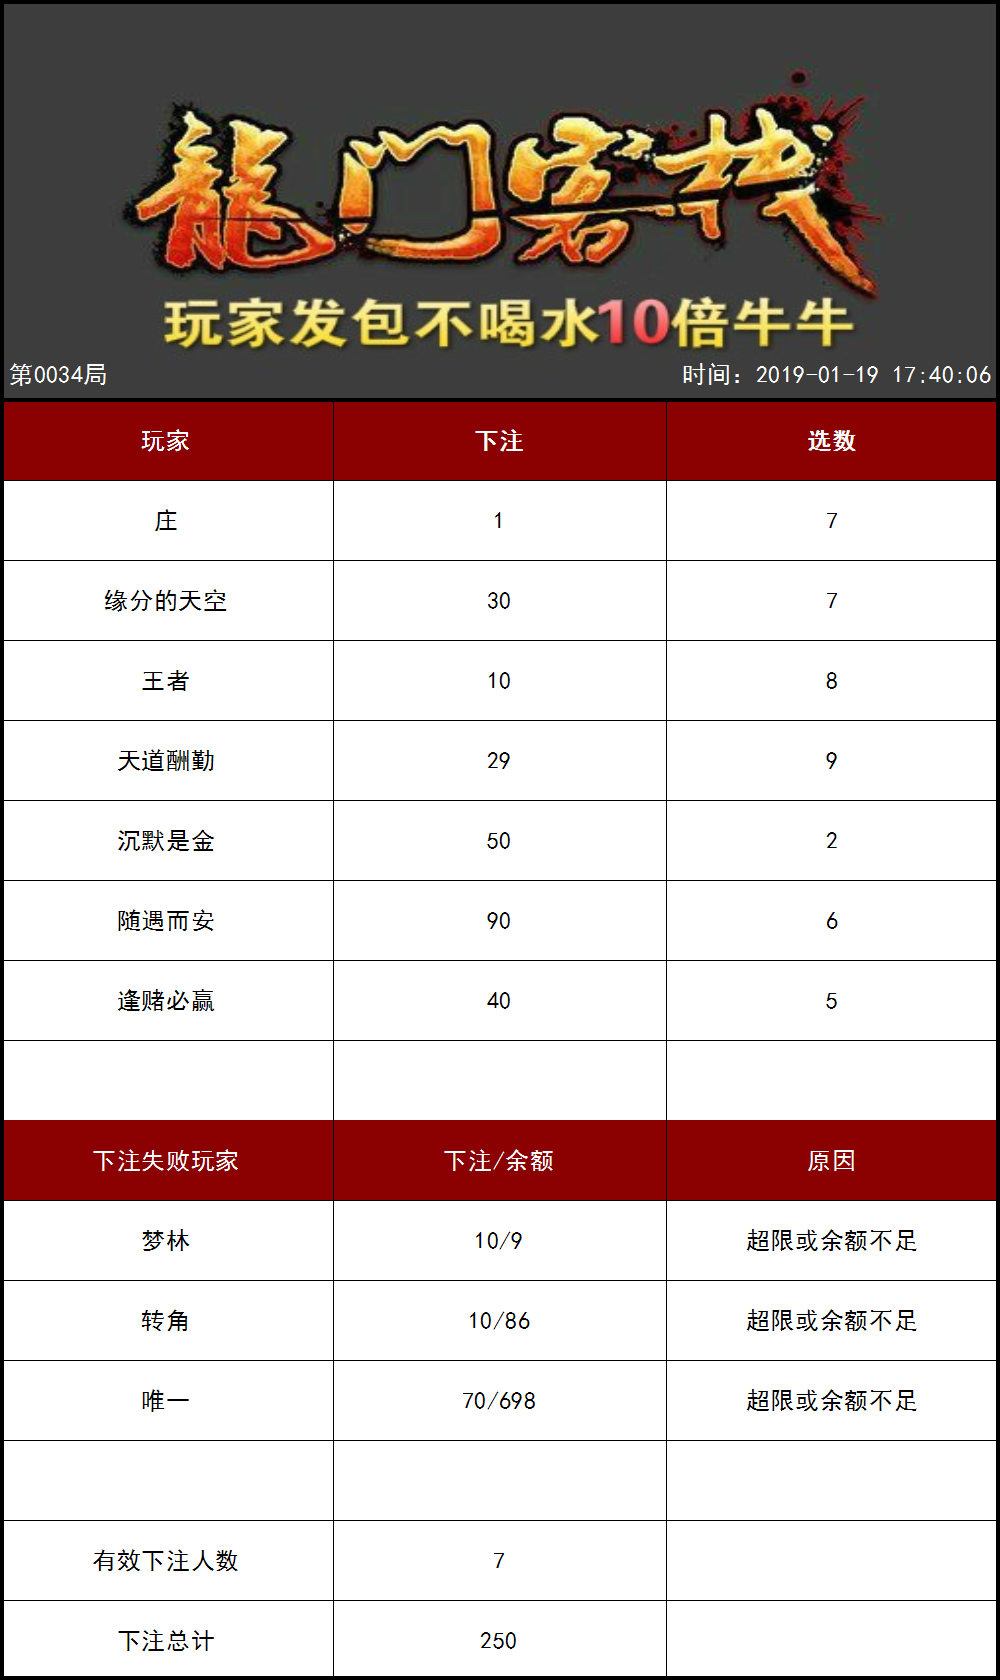 龍门客栈
玩家发包不喝水10倍牛牛
第0034局 时间：2019-01-19 17:40:06
玩家 下注 选数
庄 1 7
缘分的天空 30 7
王者 10 8
天道酬勤 29 9
沉默是金 50 2
随遇而安 90 6
逢赌必赢 40 5
下注失败玩家 下注/余额 原因
梦林 10/9 超限或余额不足
转角 10/86 超限或余额不足
唯一 70/698 超限或余额不足
有效下注人数 7
下注总计 250